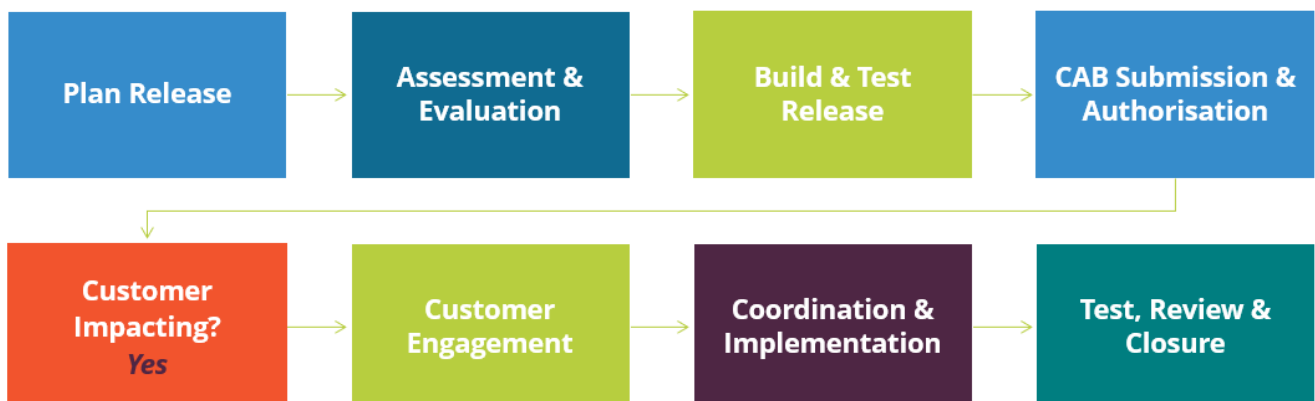 Plan Release
Assessment &
Evaluation
Build & Test
Release
CAB Submission &
Authorisation
Customer
Impacting?
Yes
Customer
Engagement
Coordination &
Implementation
Test, Review &
Closure